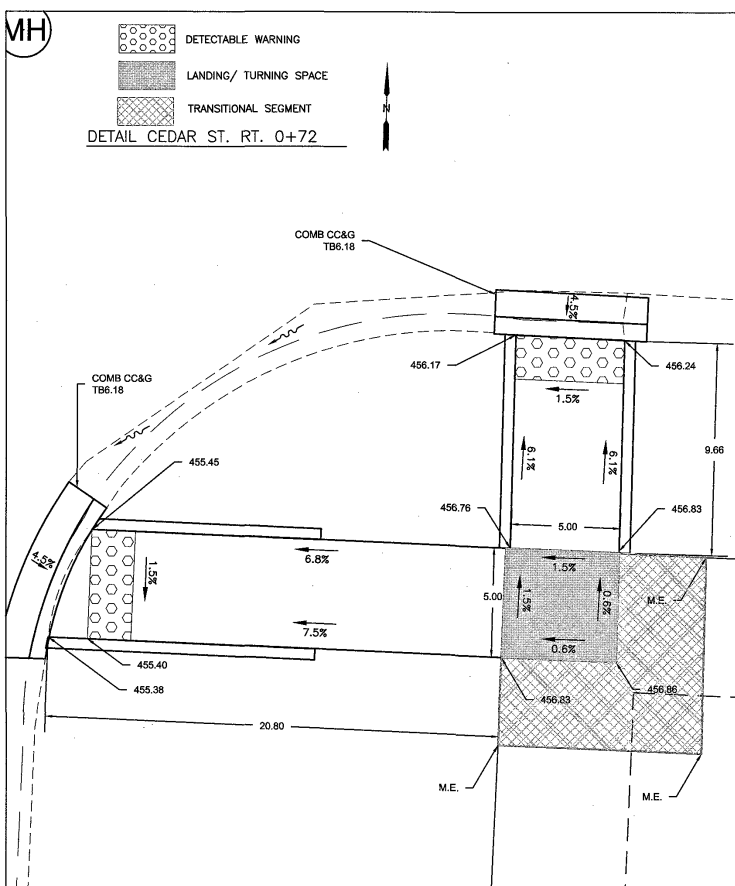 MH
DETECTABLE WARNING
LANDING/ TURNING SPACE
TRANSITIONAL SEGMENT
DETAIL CEDAR ST. RT. 0+72
N
COMB CC&G
TB6.18
4.5%
456.17
456.24
1.5%
COMB CC&G
TB6.18
9.66
6.1%
6.1%
455.45
456.76
456.83
5.00
4.5%
1.5%
6.8%
1.5%
M.E.
5.00
1.5%
0.6%
7.5%
0.6%
455.40
455.38
456.83
456.86
20.80
M.E.
M.E.